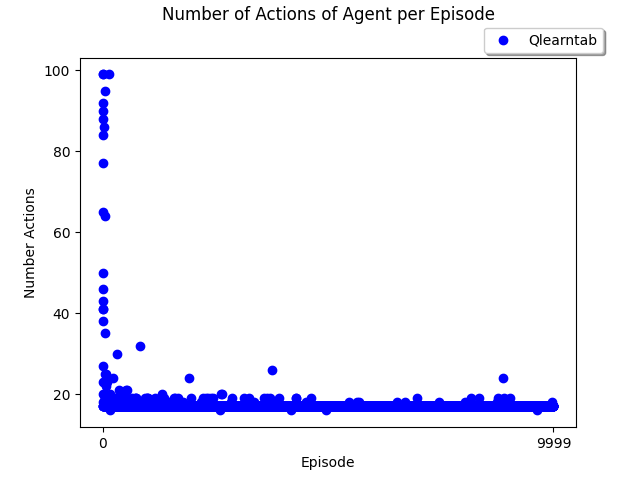 Number of Actions of Agent per Episode
Qlearntab
100
80
60
40
20
Number Actions
0
9999
Episode